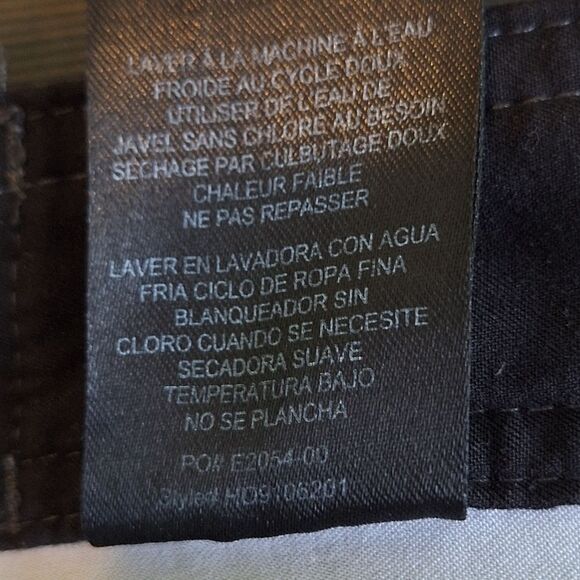 LAVER À LA MACHINE À L'EAU
FROIDE AU CYCLE DOUX
UTILISER DE L'EAU DE
JAVEL SANS CHLORE AU BESOIN
SÉCHAGE PAR CULBUTAGE DOUX
CHALEUR FAIBLE
NE PAS REPASSER
LAVER EN LAVADORA CON AGUA
FRIA CICLO DE ROPA FINA
BLANQUEADOR SIN
CLORO CUANDO SE NECESITE
SECADORA SUAVE
TEMPERATURA BAJO
NO SE PLANCHA
PO# E2054-00
Style# HD9106201